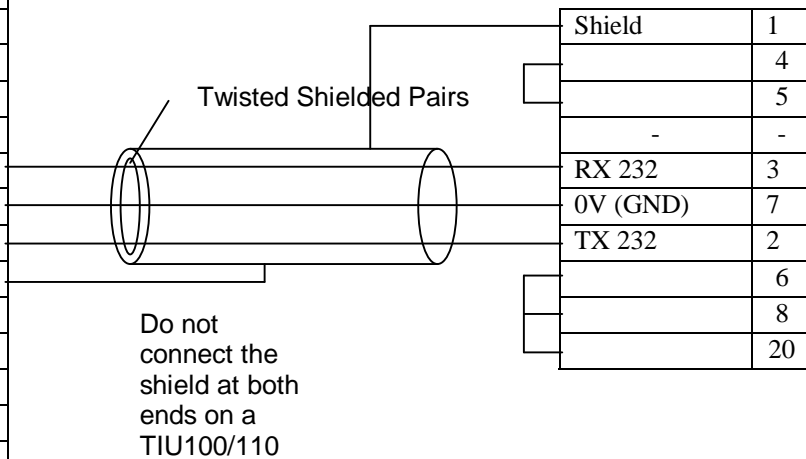 Shield 1
4
Twisted Shielded Pairs
5
- -
RX 232 3
0V (GND) 7
TX 232 2
6
8
20
Do not
connect the
shield at both
ends on a
TIU100/110